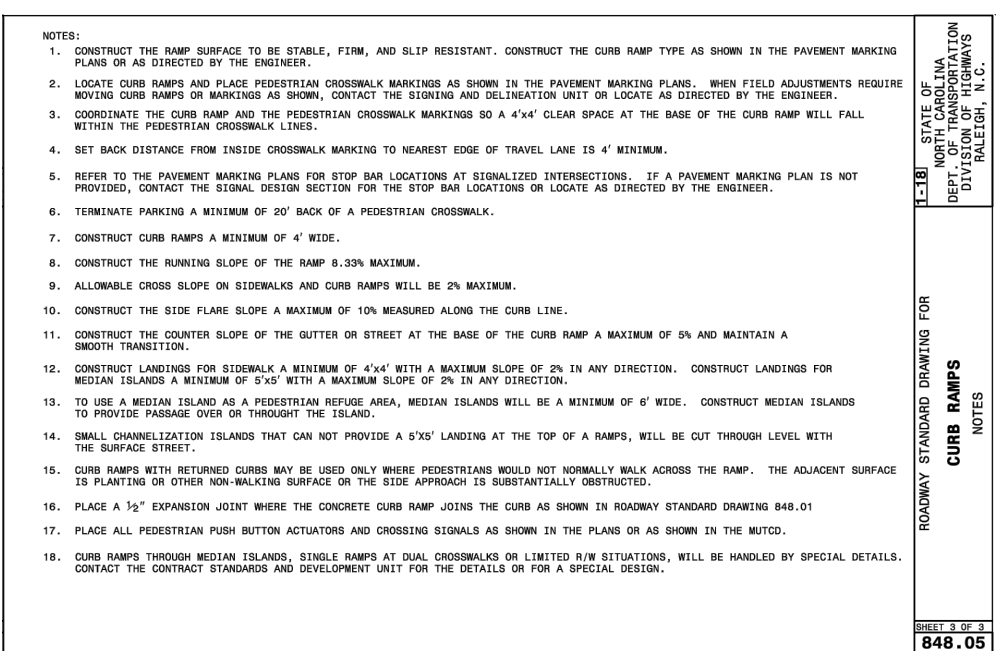 NOTES:
1. CONSTRUCT THE RAMP SURFACE TO BE STABLE, FIRM, AND SLIP RESISTANT. CONSTRUCT THE CURB RAMP TYPE AS SHOWN IN THE PAVEMENT MARKING
PLANS OR AS DIRECTED BY THE ENGINEER.
2. LOCATE CURB RAMPS AND PLACE PEDESTRIAN CROSSWALK MARKINGS AS SHOWN IN THE PAVEMENT MARKING PLANS. WHEN FIELD ADJUSTMENTS REQUIRE
MOVING CURB RAMPS OR MARKINGS AS SHOWN, CONTACT THE SIGNING AND DELINEATION UNIT OR LOCATE AS DIRECTED BY THE ENGINEER.
3. COORDINATE THE CURB RAMP AND THE PEDESTRIAN CROSSWALK MARKINGS SO A 4'x4' CLEAR SPACE AT THE BASE OF THE CURB RAMP WILL FALL
WITHIN THE PEDESTRIAN CROSSWALK LINES.
4. SET BACK DISTANCE FROM INSIDE CROSSWALK MARKING TO NEAREST EDGE OF TRAVEL LANE IS 4' MINIMUM.
5. REFER TO THE PAVEMENT MARKING PLANS FOR STOP BAR LOCATIONS AT SIGNALIZED INTERSECTIONS. IF A PAVEMENT MARKING PLAN IS NOT
PROVIDED, CONTACT THE SIGNAL DESIGN SECTION FOR THE STOP BAR LOCATIONS OR LOCATE AS DIRECTED BY THE ENGINEER.
6. TERMINATE PARKING A MINIMUM OF 20' BACK OF A PEDESTRIAN CROSSWALK.
7. CONSTRUCT CURB RAMPS A MINIMUM OF 4' WIDE.
8. CONSTRUCT THE RUNNING SLOPE OF THE RAMP 8.33% MAXIMUM.
9. ALLOWABLE CROSS SLOPE ON SIDEWALKS AND CURB RAMPS WILL BE 2% MAXIMUM.
10. CONSTRUCT THE SIDE FLARE SLOPE A MAXIMUM OF 10% MEASURED ALONG THE CURB LINE.
11. CONSTRUCT THE COUNTER SLOPE OF THE GUTTER OR STREET AT THE BASE OF THE CURB RAMP A MAXIMUM OF 5% AND MAINTAIN A
SMOOTH TRANSITION.
12. CONSTRUCT LANDINGS FOR SIDEWALK A MINIMUM OF 4'x4' WITH A MAXIMUM SLOPE OF 2% IN ANY DIRECTION. CONSTRUCT LANDINGS FOR
MEDIAN ISLANDS A MINIMUM OF 5'x5' WITH A MAXIMUM SLOPE OF 2% IN ANY DIRECTION.
13. TO USE A MEDIAN ISLAND AS A PEDESTRIAN REFUGE AREA, MEDIAN ISLANDS WILL BE A MINIMUM OF 6' WIDE. CONSTRUCT MEDIAN ISLANDS
TO PROVIDE PASSAGE OVER OR THROUGHT THE ISLAND.
14. SMALL CHANNELIZATION ISLANDS THAT CAN NOT PROVIDE A 5'X5' LANDING AT THE TOP OF A RAMPS, WILL BE CUT THROUGH LEVEL WITH
THE SURFACE STREET.
15. CURB RAMPS WITH RETURNED CURBS MAY BE USED ONLY WHERE PEDESTRIANS WOULD NOT NORMALLY WALK ACROSS THE RAMP. THE ADJACENT SURFACE
IS PLANTING OR OTHER NON-WALKING SURFACE OR THE SIDE APPROACH IS SUBSTANTIALLY OBSTRUCTED.
16. PLACE A ½" EXPANSION JOINT WHERE THE CONCRETE CURB RAMP JOINS THE CURB AS SHOWN IN ROADWAY STANDARD DRAWING 848.01
17. PLACE ALL PEDESTRIAN PUSH BUTTON ACTUATORS AND CROSSING SIGNALS AS SHOWN IN THE PLANS OR AS SHOWN IN THE MUTCD.
18. CURB RAMPS THROUGH MEDIAN ISLANDS, SINGLE RAMPS AT DUAL CROSSWALKS OR LIMITED R/W SITUATIONS, WILL BE HANDLED BY SPECIAL DETAILS.
CONTACT THE CONTRACT STANDARDS AND DEVELOPMENT UNIT FOR THE DETAILS OR FOR A SPECIAL DESIGN.
1-18
STATE OF
NORTH CAROLINA
DEPT. OF TRANSPORTATION
DIVISION OF HIGHWAYS
RALEIGH, N.C.
ROADWAY STANDARD DRAWING FOR
CURB RAMPS
NOTES
SHEET 3 OF 3
848.05